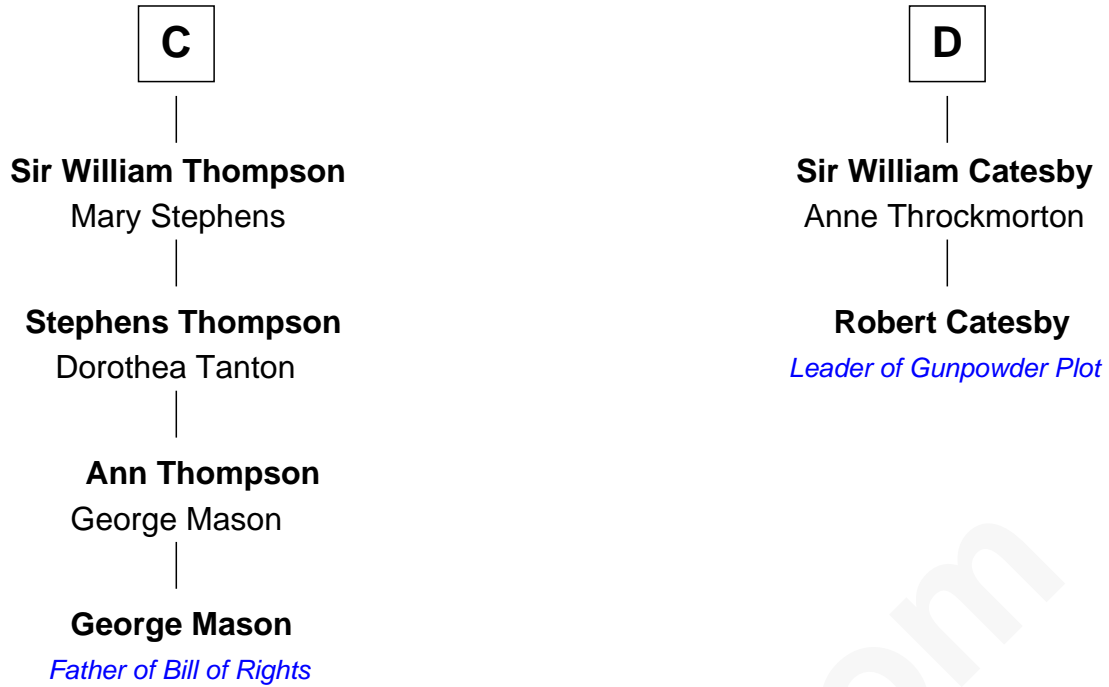 C
Sir William Thompson
Mary Stephens
Stephens Thompson
Dorothea Tanton
Ann Thompson
George Mason
George Mason
Father of Bill of Rights
D
Sir William Catesby
Anne Throckmorton
Robert Catesby
Leader of Gunpowder Plot